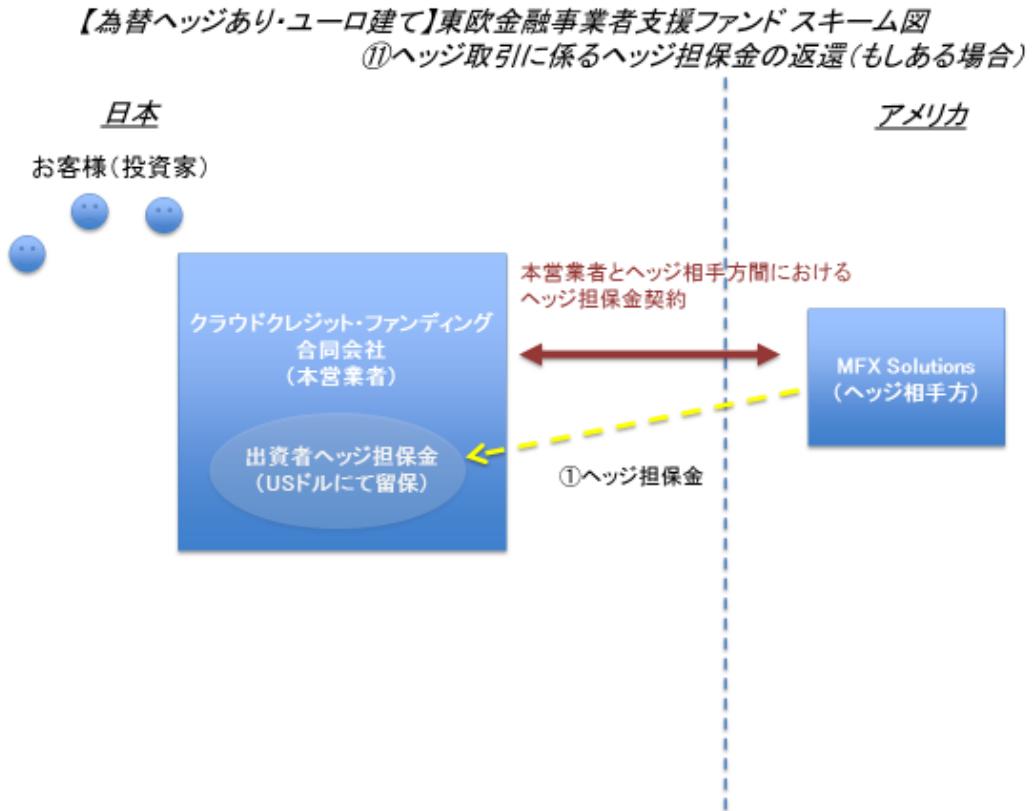 【為替ヘッジあり・ユーロ建て】東欧金融事業者支援ファンド スキーム図
⑪ヘッジ取引に係るヘッジ担保金の返還(もしある場合)
日本
アメリカ
お客様(投資家)
本営業者とヘッジ相手方間における
ヘッジ担保金契約
クラウドクレジット・ファンディング
合同会社
(本営業者)
MFX Solutions
(ヘッジ相手方)
出資者ヘッジ担保金
(USドルにて留保)
①ヘッジ担保金